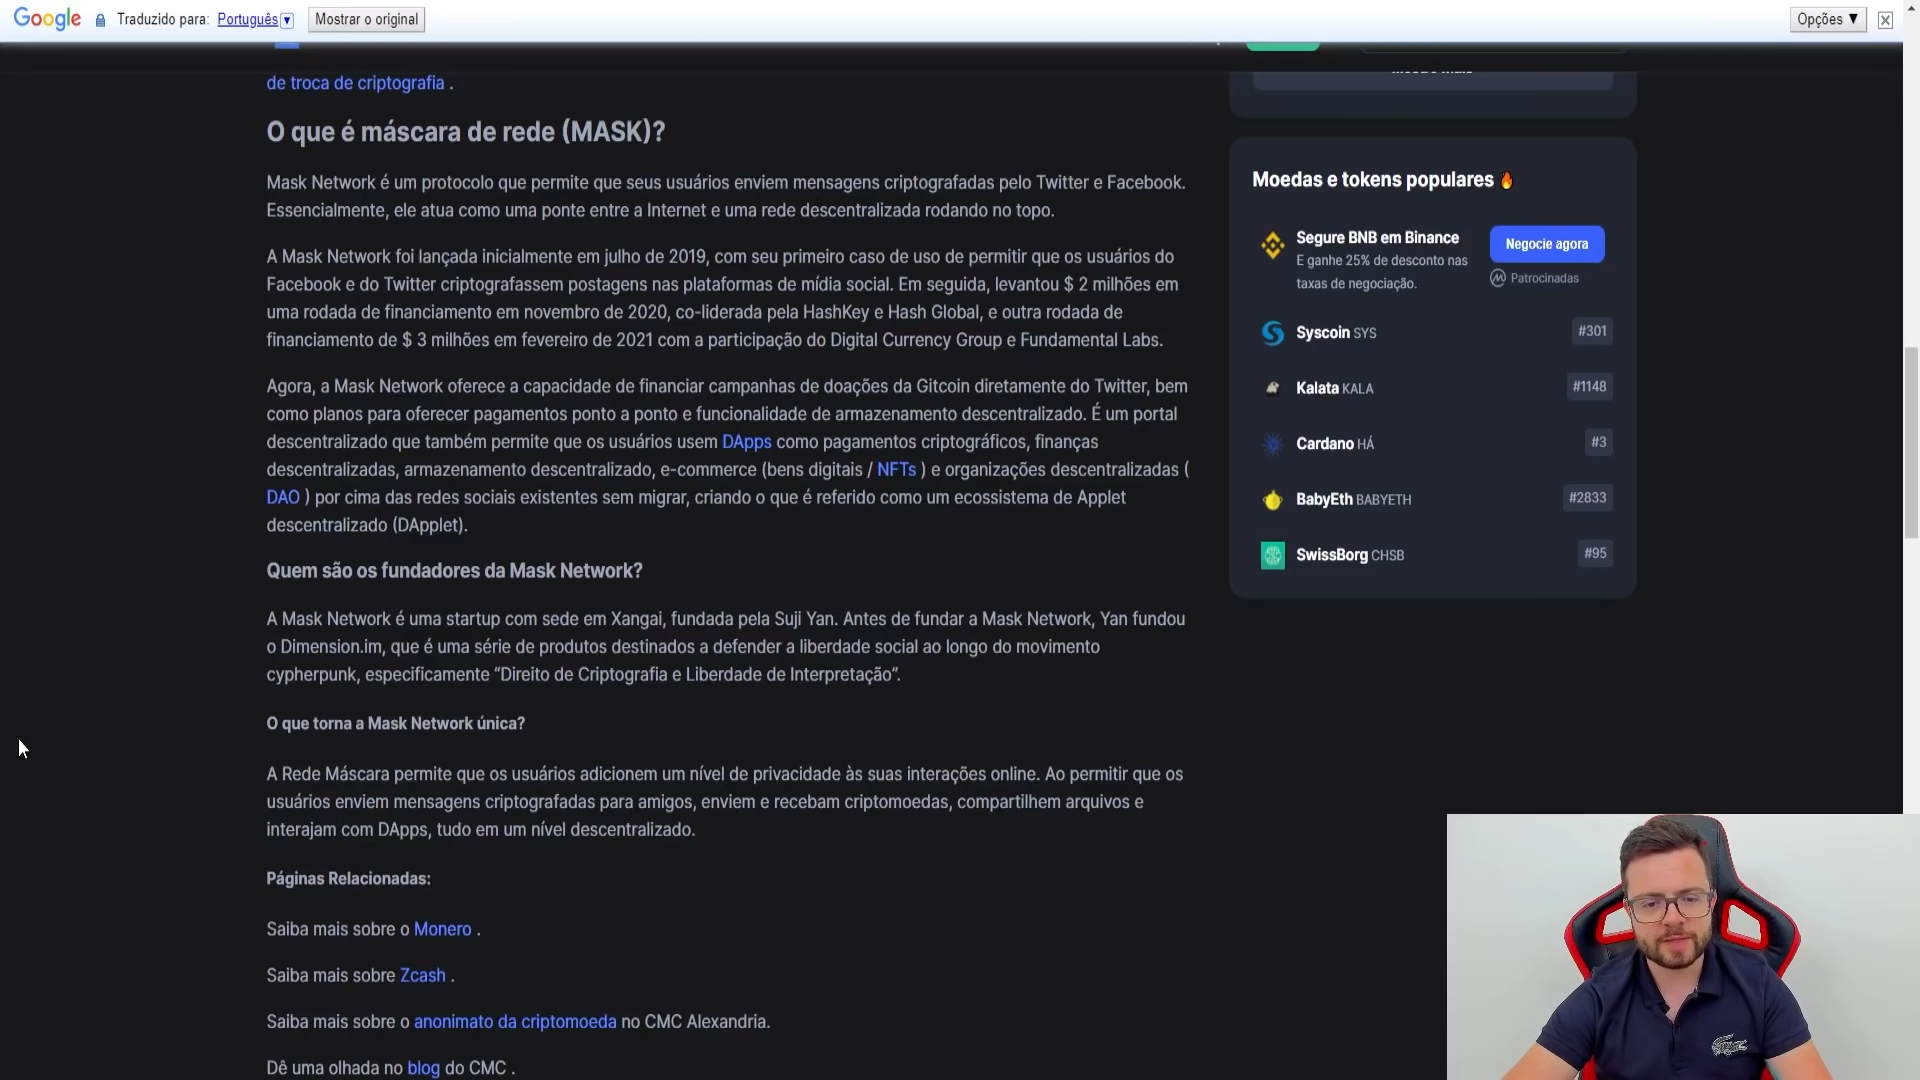 Google Traduzido para: Português ▼ Mostrar o original Opções ▼
de troca de criptografia .
O que é máscara de rede (MASK)?
Mask Network é um protocolo que permite que seus usuários enviem mensagens criptografadas pelo Twitter e Facebook.
Essencialmente, ele atua como uma ponte entre a Internet e uma rede descentralizada rodando no topo.
A Mask Network foi lançada inicialmente em julho de 2019, com seu primeiro caso de uso de permitir que os usuários do
Facebook e do Twitter criptografassem postagens nas plataformas de mídia social. Em seguida, levantou $ 2 milhões em
uma rodada de financiamento em novembro de 2020, co-liderada pela HashKey e Hash Global, e outra rodada de
financiamento de $ 3 milhões em fevereiro de 2021 com a participação do Digital Currency Group e Fundamental Labs.
Agora, a Mask Network oferece a capacidade de financiar campanhas de doações da Gitcoin diretamente do Twitter, bem
como planos para oferecer pagamentos ponto a ponto e funcionalidade de armazenamento descentralizado. É um portal
descentralizado que também permite que os usuários usem DApps como pagamentos criptográficos, finanças
descentralizadas, armazenamento descentralizado, e-commerce (bens digitais / NFTs ) e organizações descentralizadas (
DAO ) por cima das redes sociais existentes sem migrar, criando o que é referido como um ecossistema de Applet
descentralizado (DApplet).
Quem são os fundadores da Mask Network?
A Mask Network é uma startup com sede em Xangai, fundada pela Suji Yan. Antes de fundar a Mask Network, Yan fundou
o Dimension.im, que é uma série de produtos destinados a defender a liberdade social ao longo do movimento
cypherpunk, especificamente “Direito de Criptografia e Liberdade de Interpretação”.
O que torna a Mask Network única?
A Rede Máscara permite que os usuários adicionem um nível de privacidade às suas interações online. Ao permitir que os
usuários enviem mensagens criptografadas para amigos, enviem e recebam criptomoedas, compartilhem arquivos e
interajam com DApps, tudo em um nível descentralizado.
Páginas Relacionadas:
Saiba mais sobre o Monero .
Saiba mais sobre Zcash .
Saiba mais sobre o anonimato da criptomoeda no CMC Alexandria.
Dê uma olhada no blog do CMC .
Moedas e tokens populares
Segure BNB em Binance
E ganhe 25% de desconto nas
taxas de negociação.
Negocie agora
Patrocinadas
Syscoin SYS #301
Kalata KALA #1148
Cardano HÁ #3
BabyEth BABYETH #2833
SwissBorg CHSB #95